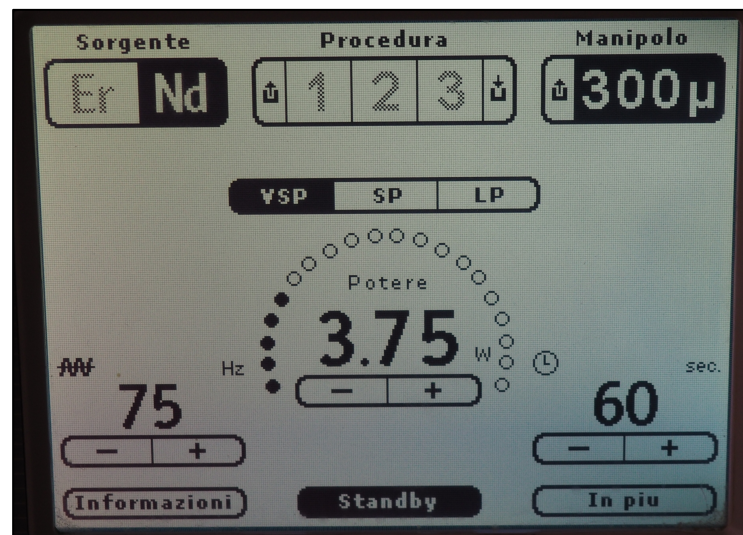 Sorgente Procedura Manipolo
Er Nd 1 2 3 300µ
VSP SP LP
Potere
3.75 W
Hz sec.
75 60
− + − + − +
Informazioni Standby In piu